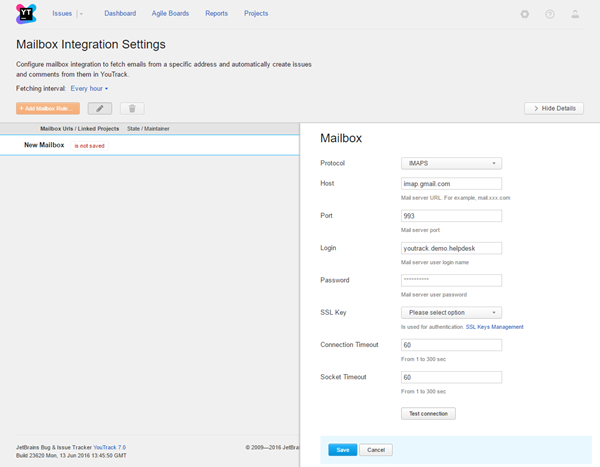 YT
Issues
Dashboard
Agile Boards
Reports
Projects
Mailbox Integration Settings
Configure mailbox integration to fetch emails from a specific address and automatically create issues
and comments from them in YouTrack.
Fetching interval: Every hour
+ Add Mailbox Rule
Hide Details
Mailbox Urls / Linked Projects
State / Maintainer
New Mailbox
is not saved
Mailbox
Protocol
IMAPS
Host
imap.gmail.com
Mail server URL. For example, mail.xxx.com
Port
993
Mail server port
Login
youtrack.demo.helpdesk
Mail server user login name
Password
Mail server user password
SSL Key
Please select option
Is used for authentication. SSL Keys Management
Connection Timeout
60
From 1 to 300 sec
Socket Timeout
60
From 1 to 300 sec
Test connection
Save
Cancel
JetBrains Bug & Issue Tracker YouTrack 7.0
Build 23620 Mon, 13 Jun 2016 13:45:50 GMT
© 2009—2016 JetBrai